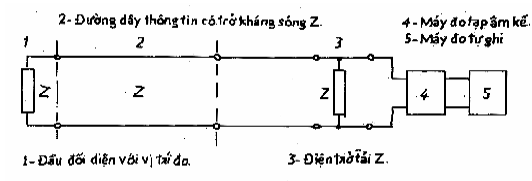 2- Đường dây thông tin có trở kháng sóng Z.
4- Máy đo tạp âm kế.
5- Máy đo tự ghi
1 2 3
Z Z Z 4 5
1- Đầu đối diện với vị trí đo.
3- Điện trở tải Z.